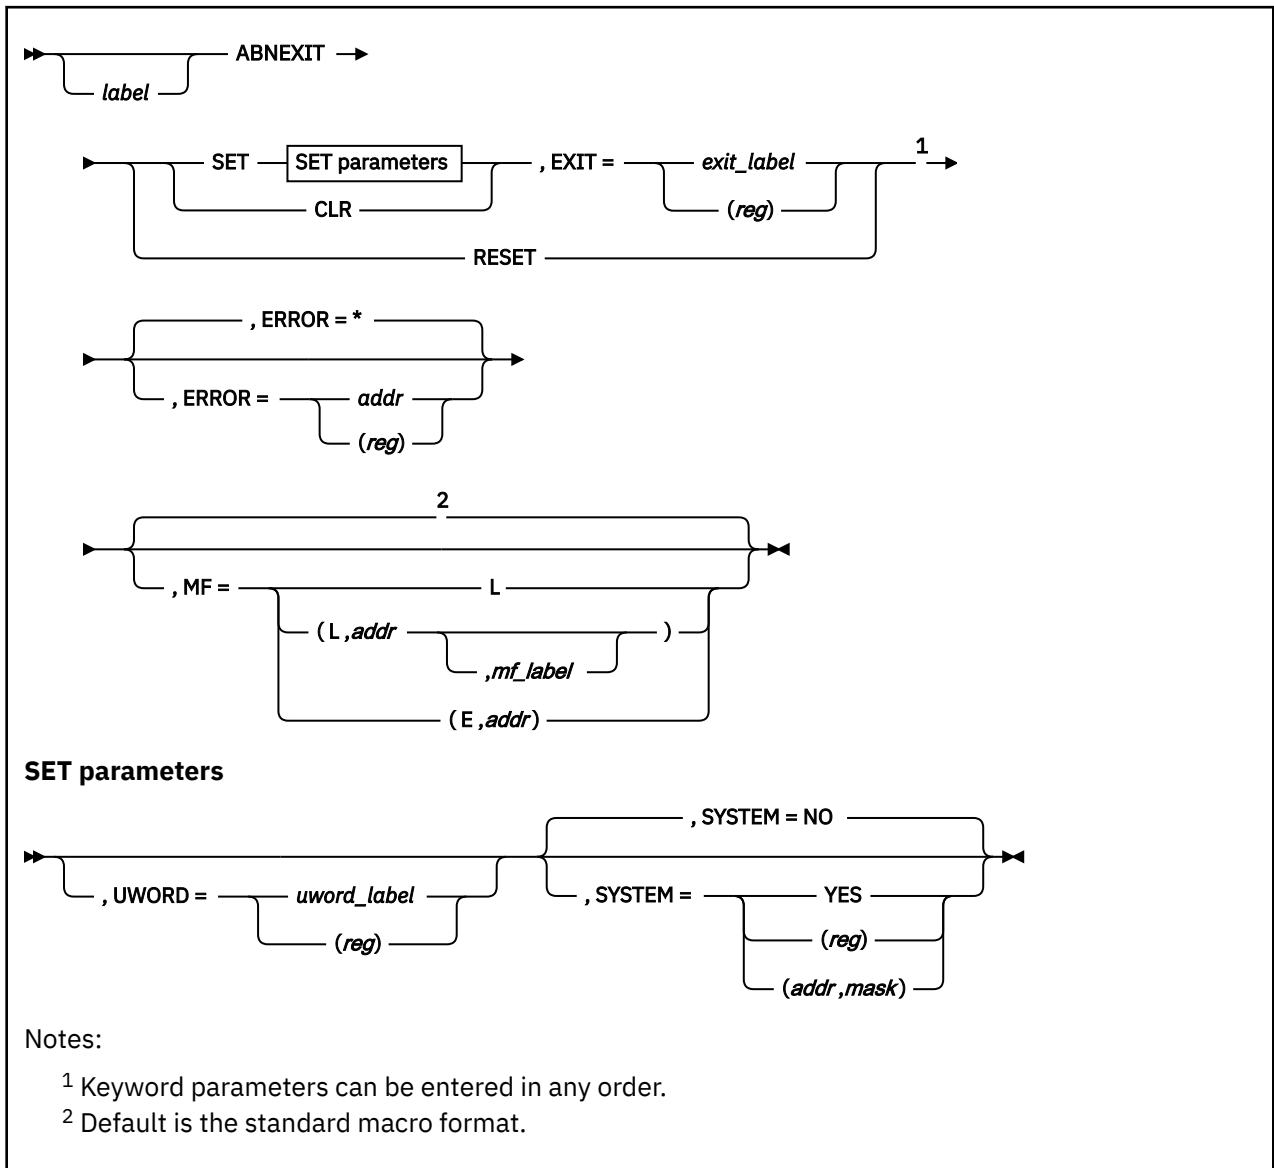 ABNEXIT
label
SET SET parameters , EXIT = exit_label 1
CLR (reg)
RESET
, ERROR = *
, ERROR = addr
(reg)
2
, MF = L
( L ,addr )
,mf_label
( E ,addr )
SET parameters
, SYSTEM = NO
, UWORD = uword_label , SYSTEM = YES
(reg) (reg)
(addr ,mask)
Notes:
1 Keyword parameters can be entered in any order.
2 Default is the standard macro format.